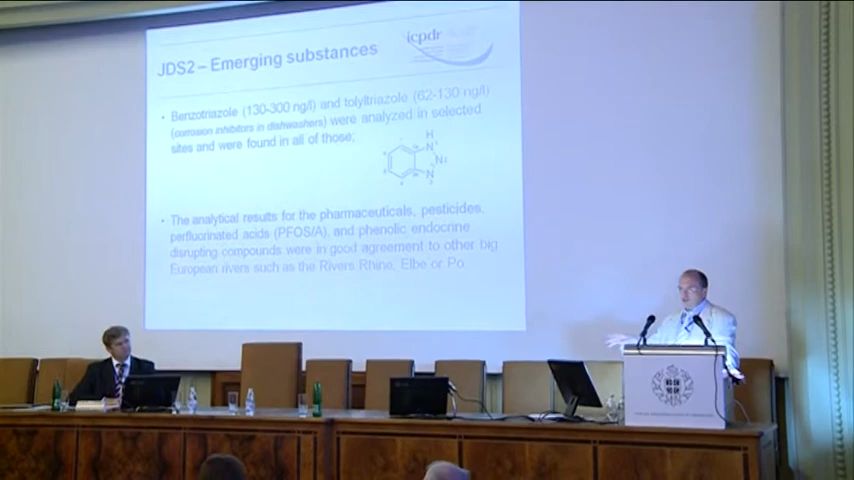 icpdr
JDS2 – Emerging substances
• Benzotriazole (130-300 ng/l) and tolyltriazole (62-130 ng/l)
(corrosion inhibitors in dishwashers) were analyzed in selected
sites and were found in all of those;
H
N
N
N
• The analytical results for the pharmaceuticals, pesticides,
perfluorinated acids (PFOS/A), and phenolic endocrine
disrupting compounds were in good agreement to other big
European rivers such as the Rivers Rhine, Elbe or Po.